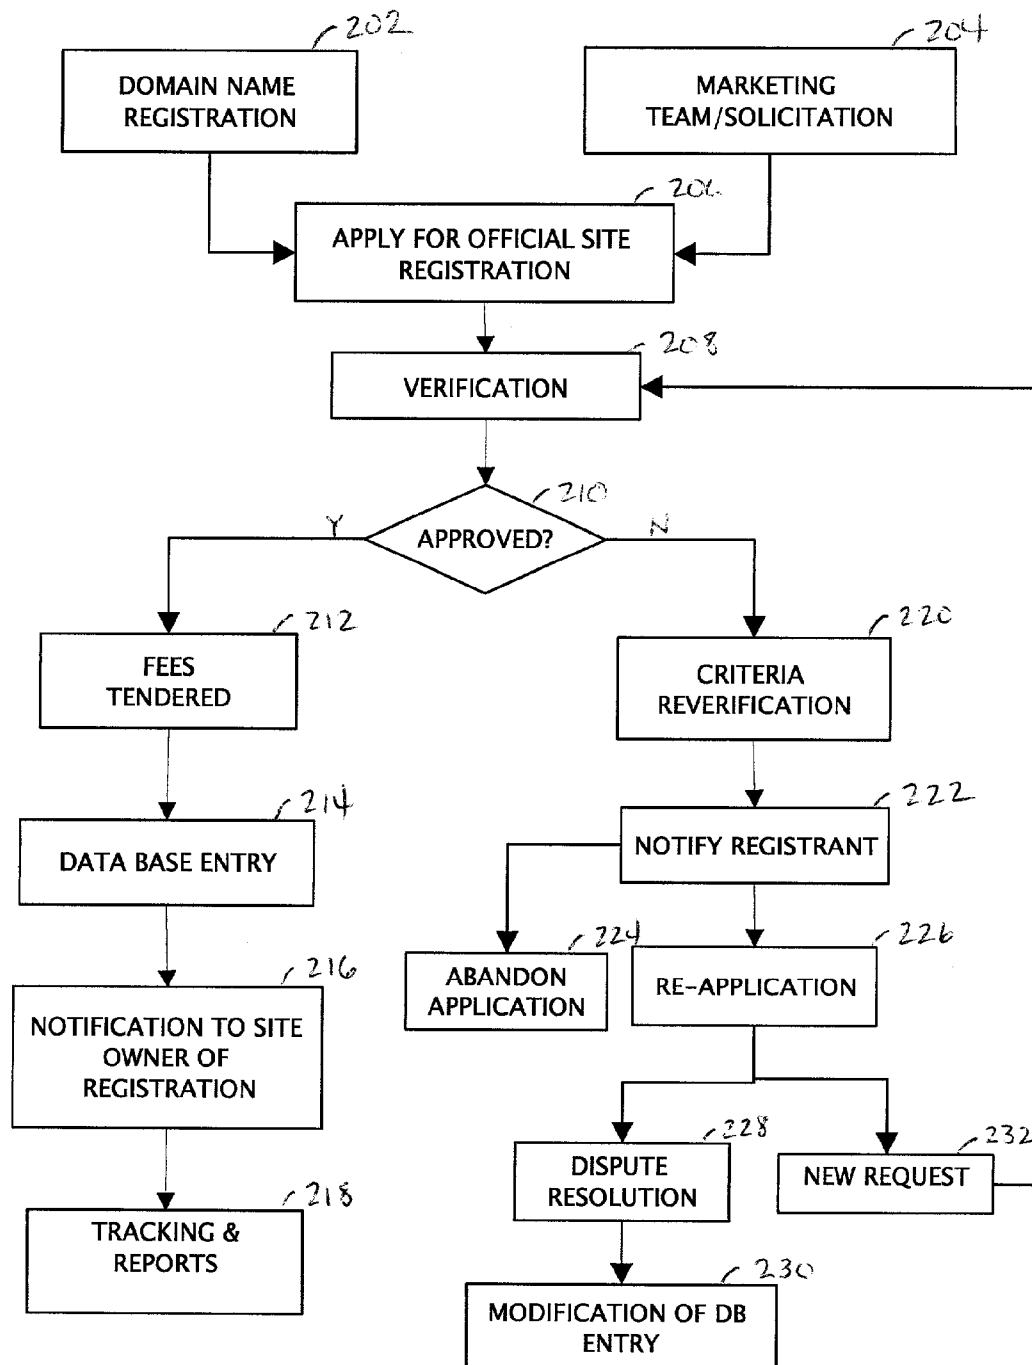 202
DOMAIN NAME
REGISTRATION
204
MARKETING
TEAM/SOLICITATION
206
APPLY FOR OFFICIAL SITE
REGISTRATION
208
VERIFICATION
210
APPROVED?
Y
N
212
FEES
TENDERED
220
CRITERIA
REVERIFICATION
214
DATA BASE ENTRY
222
NOTIFY REGISTRANT
216
NOTIFICATION TO SITE
OWNER OF
REGISTRATION
224
ABANDON
APPLICATION
226
RE-APPLICATION
218
TRACKING &
REPORTS
228
DISPUTE
RESOLUTION
232
NEW REQUEST
230
MODIFICATION OF DB
ENTRY